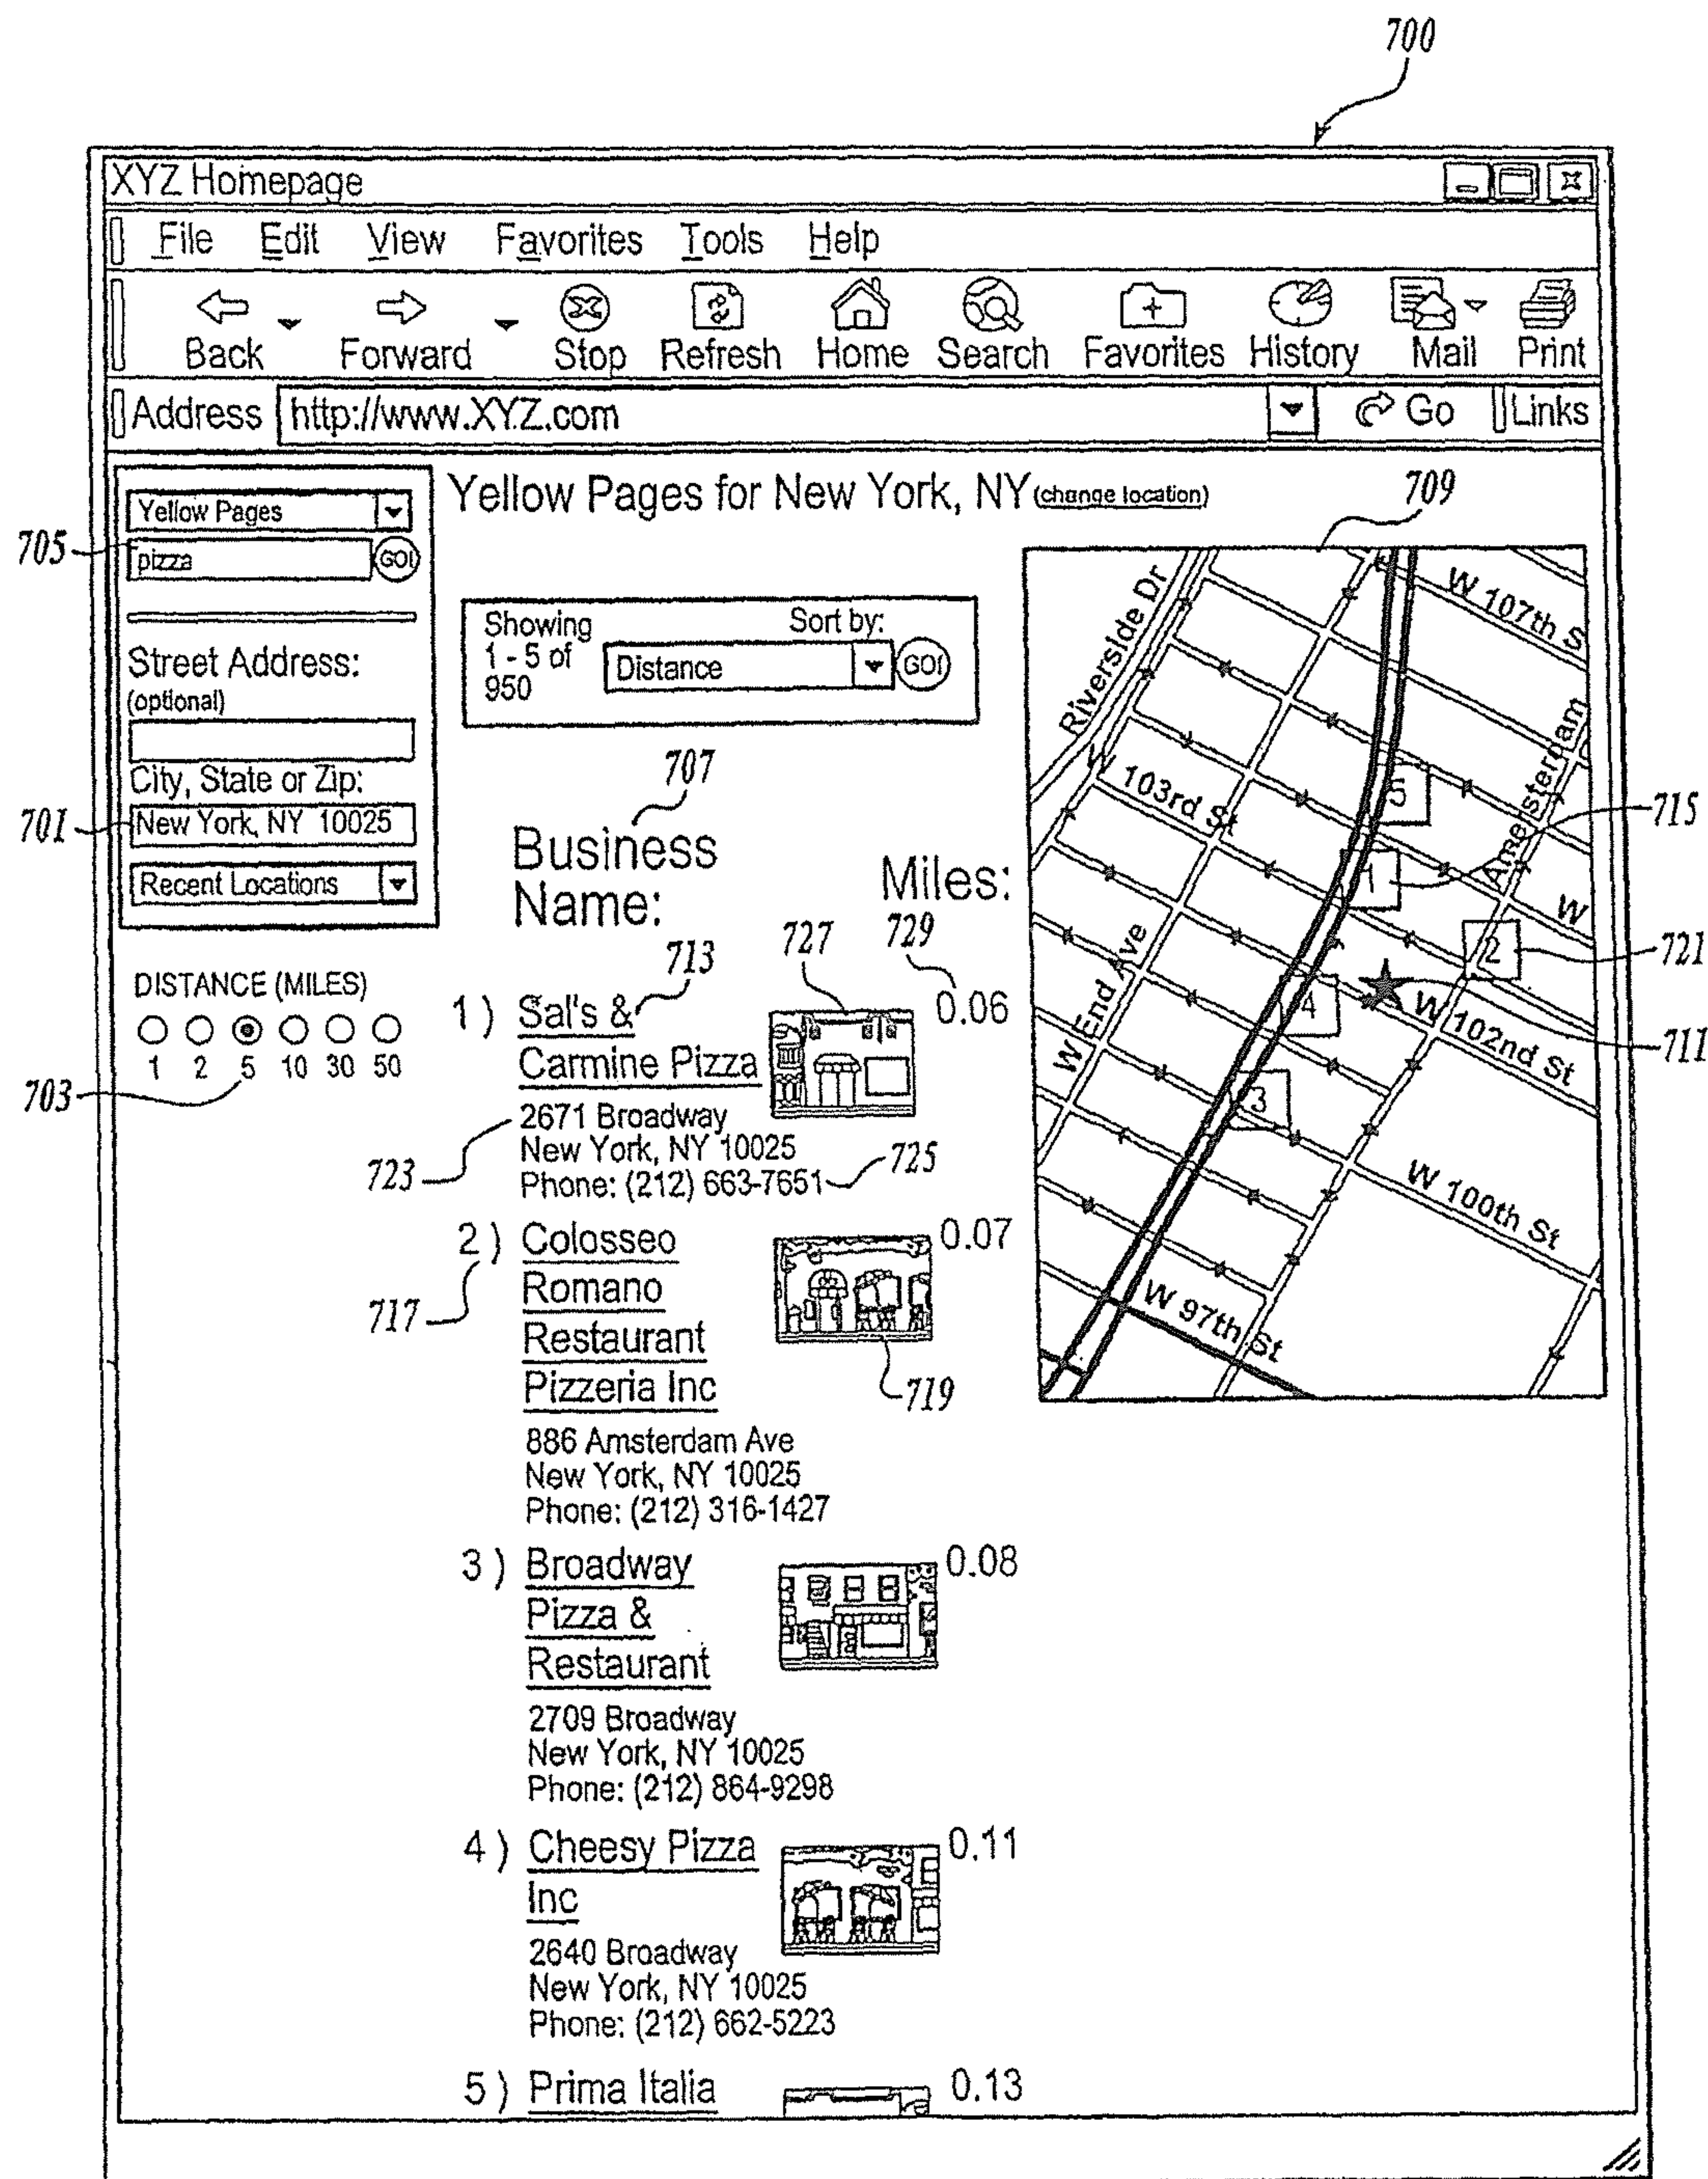 700
XYZ Homepage
File Edit View Favorites Tools Help
Back Forward Stop Refresh Home Search Favorites History Mail Print
Address http://www.XYZ.com Go Links
Yellow Pages
705
pizza GO!
Street Address:
(optional)
City, State or Zip:
701
New York, NY 10025
Recent Locations
DISTANCE (MILES)
1 2 5 10 30 50
703
Yellow Pages for New York, NY (change location)
Showing
1 - 5 of
950
Sort by:
Distance GO!
707
Business
Name:
Miles:
713
727
729
1) Sal's &
Carmine Pizza
0.06
723
2671 Broadway
New York, NY 10025
Phone: (212) 663-7651
725
2) Colosseo
Romano
Restaurant
Pizzeria Inc
0.07
717
719
886 Amsterdam Ave
New York, NY 10025
Phone: (212) 316-1427
3) Broadway
Pizza &
Restaurant
0.08
2709 Broadway
New York, NY 10025
Phone: (212) 864-9298
4) Cheesy Pizza
Inc
0.11
2640 Broadway
New York, NY 10025
Phone: (212) 662-5223
5) Prima Italia
0.13
709
Riverside Dr
W 107th S
Amsterdam
W 103rd St
5
715
1
W
2
721
W End Ave
4
W 102nd St
711
3
W 100th St
W 97th St